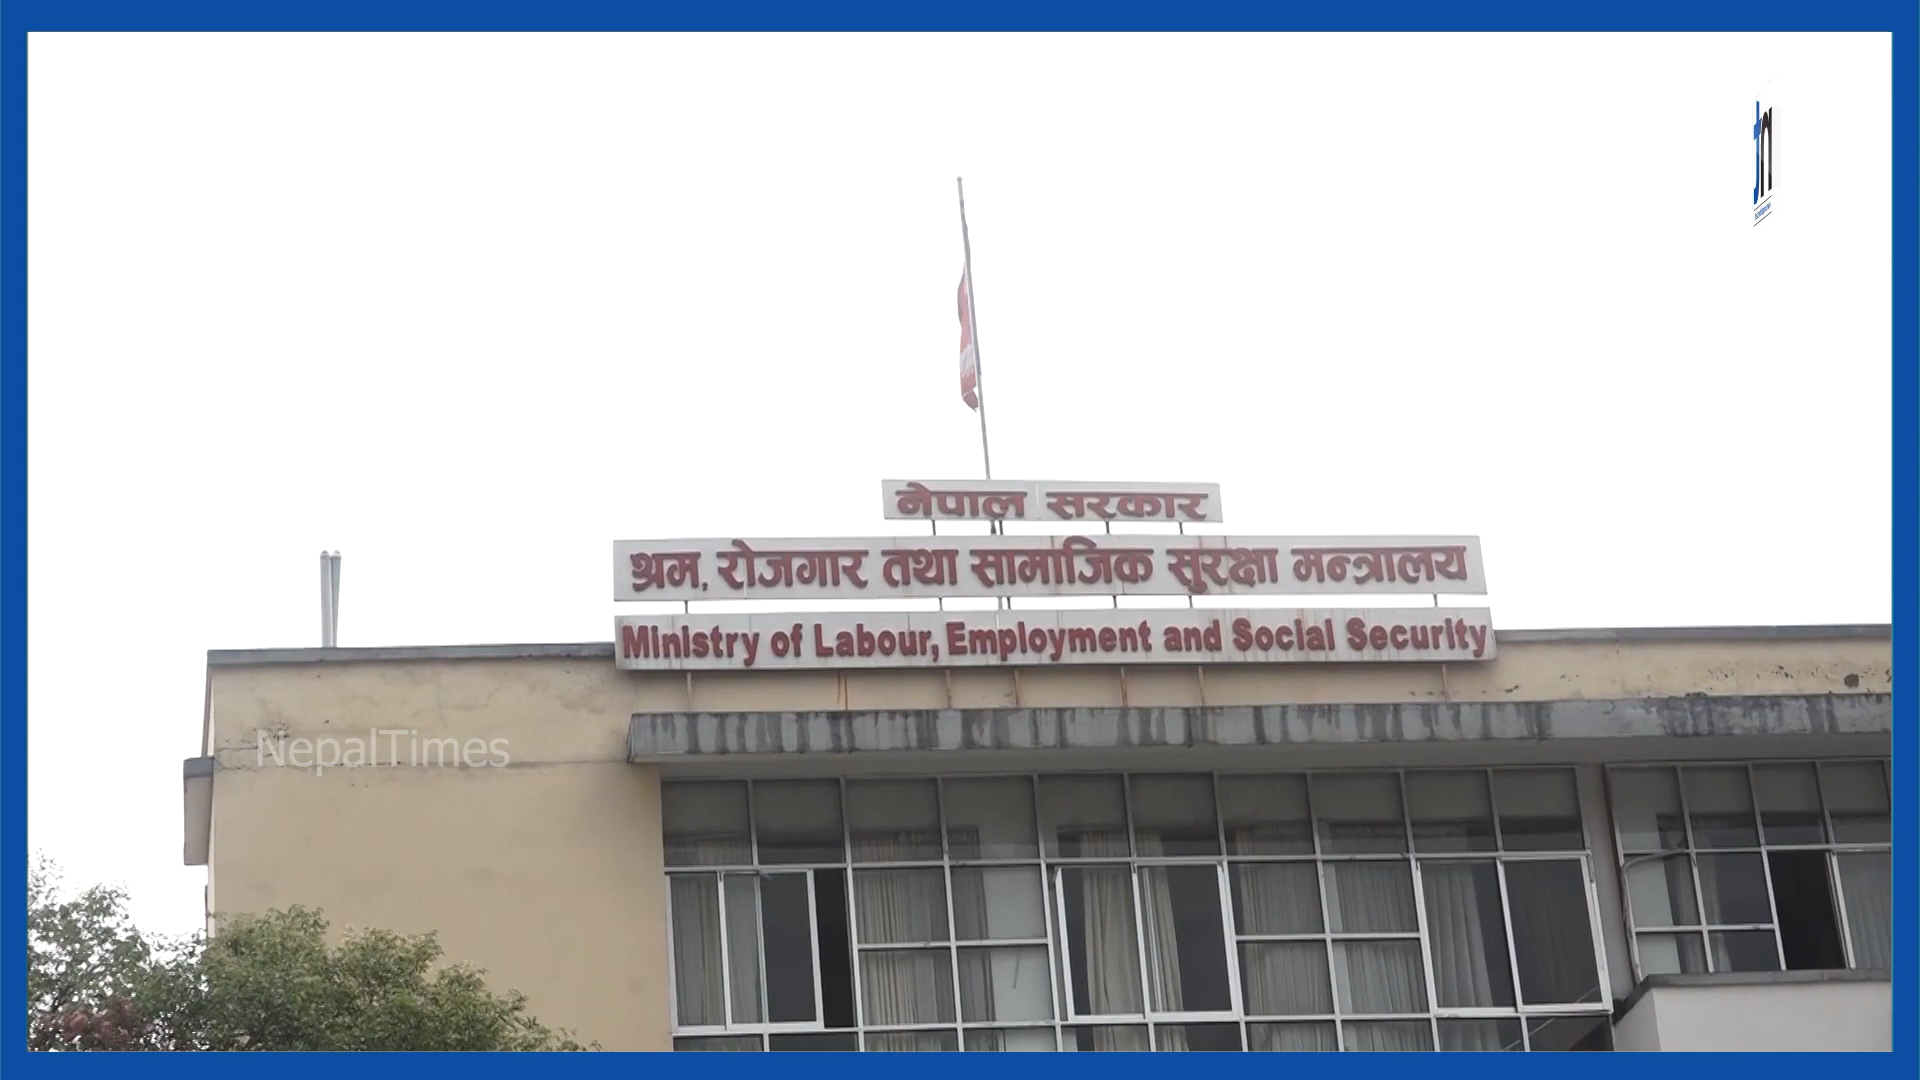 नेपाल सरकार
श्रम, रोजगार तथा सामाजिक सुरक्षा मन्त्रालय
Ministry of Labour, Employment and Social Security
NepalTimes